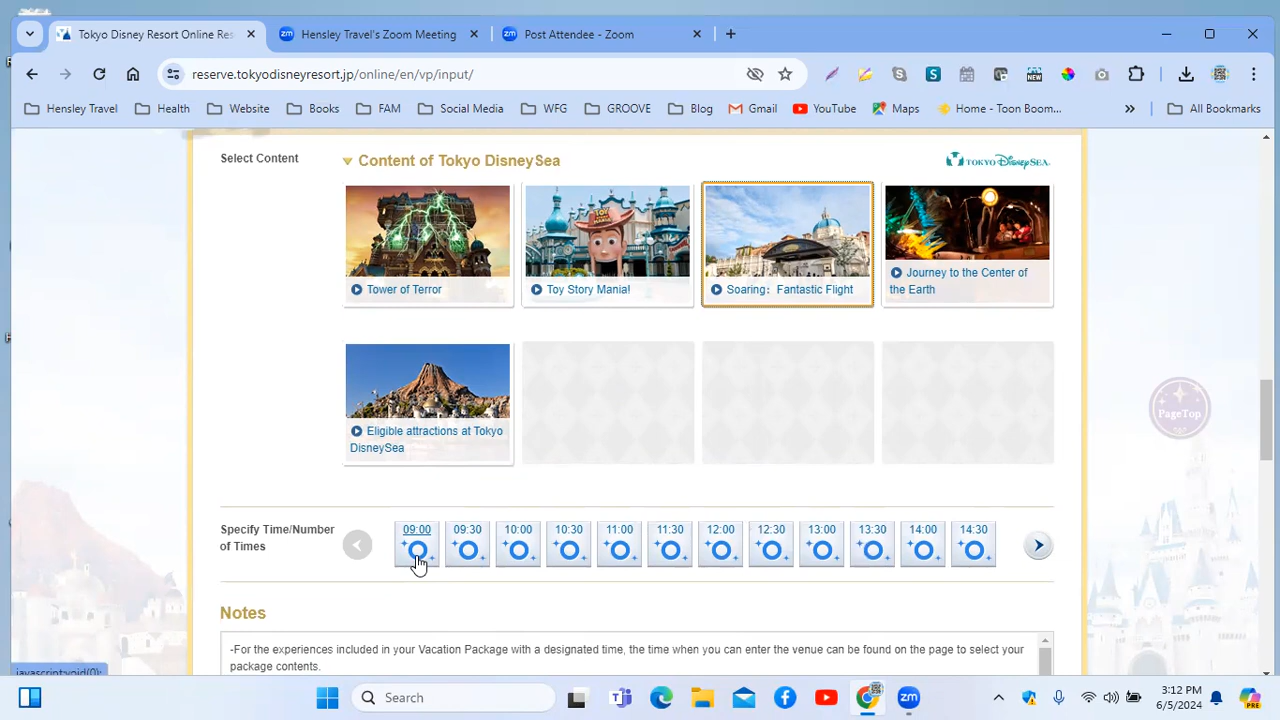 Tokyo Disney Resort Online Res
Hensley Travel's Zoom Meeting
Post Attendee - Zoom
reserve.tokyodisneyresort.jp/online/en/vp/input/
NEW
Hensley Travel
Health
Website
Books
FAM
Social Media
WFG
GROOVE
Blog
Gmail
YouTube
Maps
Home - Toon Boom...
All Bookmarks
Select Content
Content of Tokyo DisneySea
TOKYO DISNEY SEA.
Tower of Terror
Toy Story Mania!
Soaring: Fantastic Flight
Journey to the Center of
the Earth
Eligible attractions at Tokyo
DisneySea
PageTop
Specify Time/Number
of Times
09:00 09:30 10:00 10:30 11:00 11:30 12:00 12:30 13:00 13:30 14:00 14:30
Notes
-For the experiences included in your Vacation Package with a designated time, the time when you can enter the venue can be found on the page to select your
package contents.
javascript:void(0);
Search
3:12 PM
6/5/2024